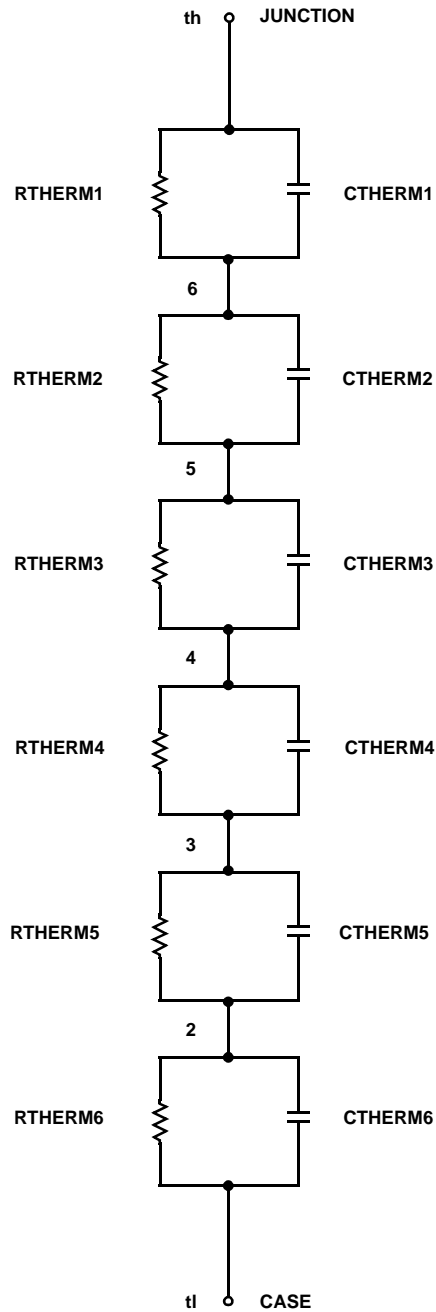 th JUNCTION
RTHERM1 CTHERM1
6
RTHERM2 CTHERM2
5
RTHERM3 CTHERM3
4
RTHERM4 CTHERM4
3
RTHERM5 CTHERM5
2
RTHERM6 CTHERM6
tl CASE